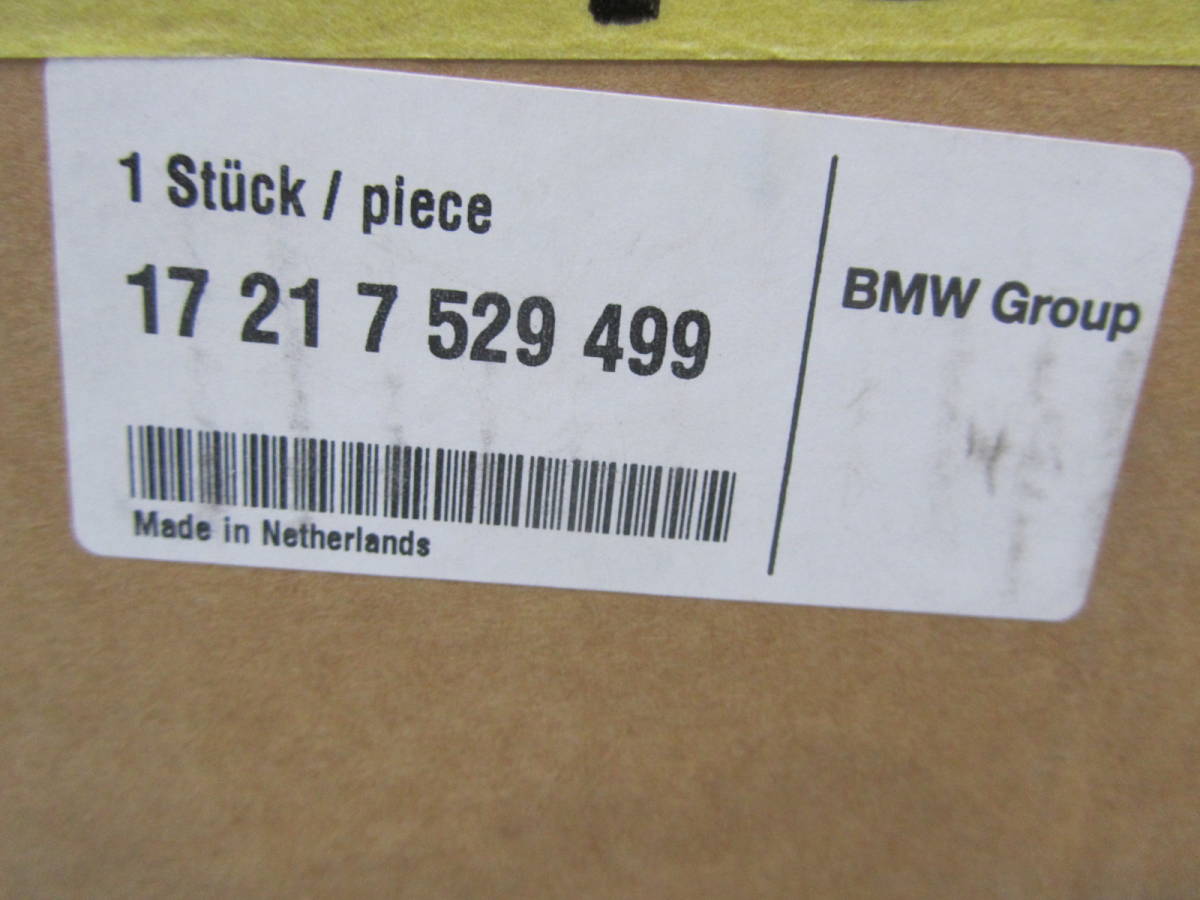 1 Stück / piece
17 21 7 529 499
BMW Group
Made in Netherlands